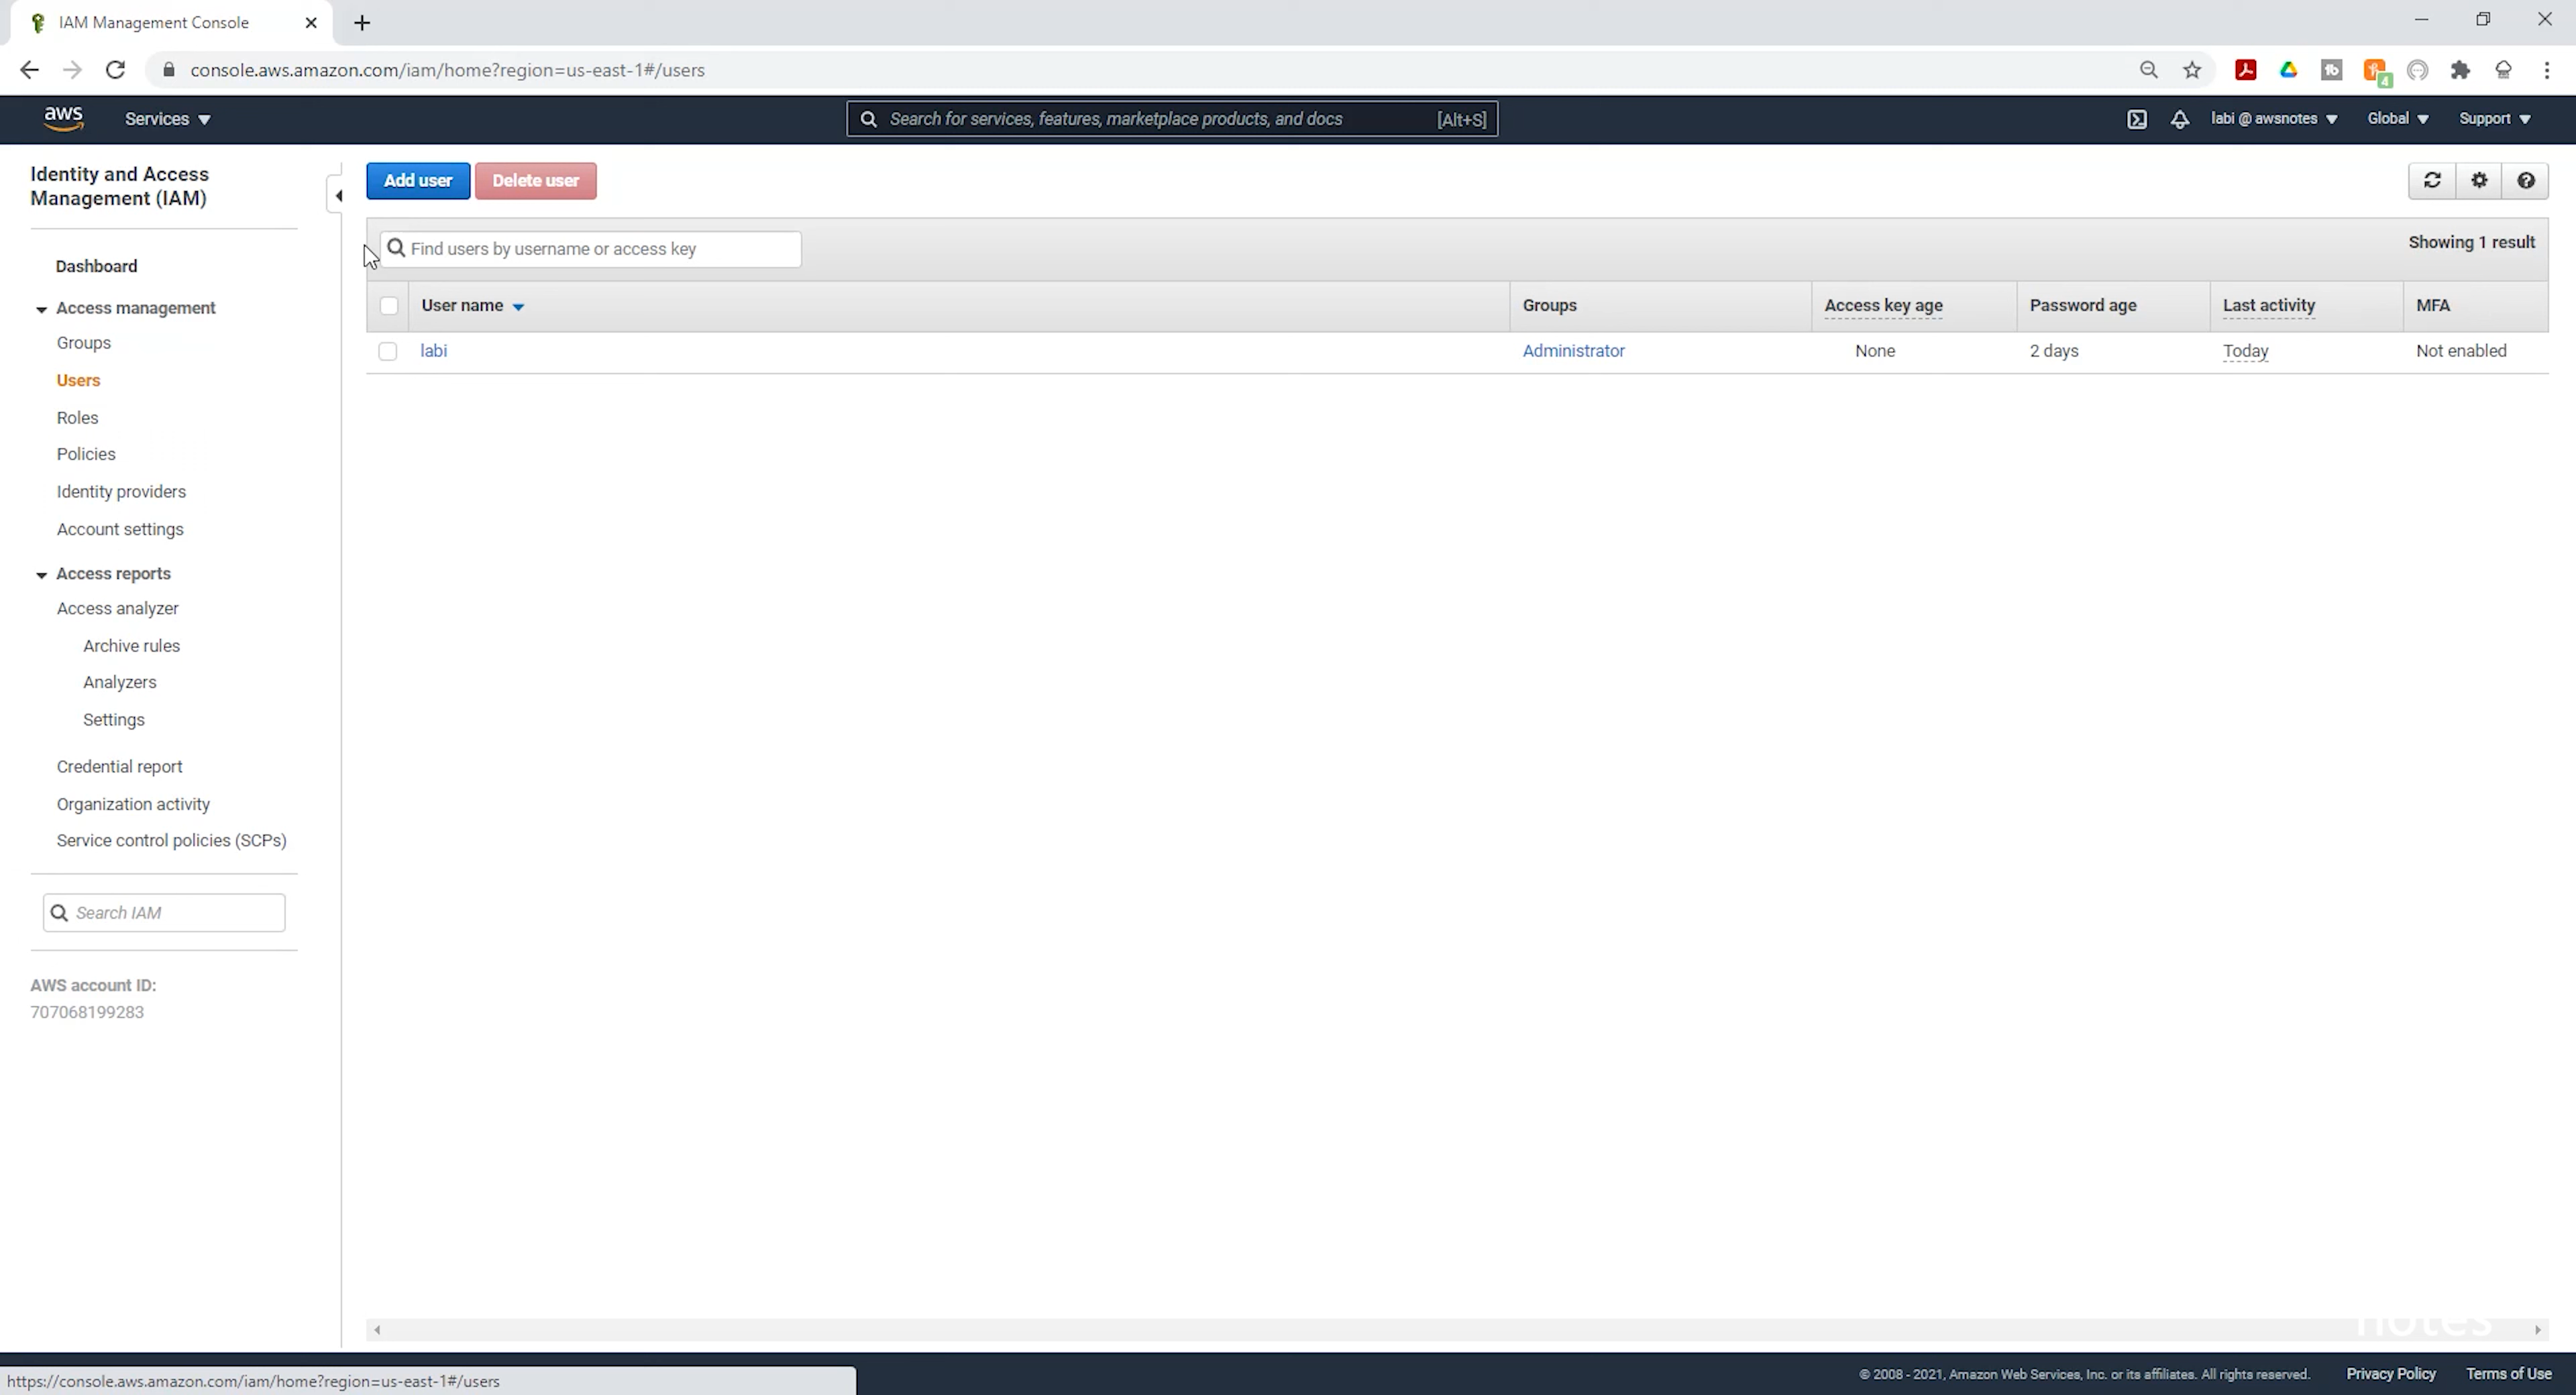 IAM Management Console
console.aws.amazon.com/iam/home?region=us-east-1#/users
4
aws
Services
Search for services, features, marketplace products, and docs
[Alt+S]
labi @ awsnotes
Global
Support
Identity and Access
Management (IAM)
Dashboard
Access management
Groups
Users
Roles
Policies
Identity providers
Account settings
Access reports
Access analyzer
Archive rules
Analyzers
Settings
Credential report
Organization activity
Service control policies (SCPs)
Search IAM
AWS account ID:
707068199283
Add user
Delete user
Find users by username or access key
Showing 1 result
User name
Groups
Access key age
Password age
Last activity
MFA
labi
Administrator
None
2 days
Today
Not enabled
notes
https://console.aws.amazon.com/iam/home?region=us-east-1#/users
© 2008 - 2021, Amazon Web Services, Inc. or its affiliates. All rights reserved.
Privacy Policy
Terms of Use